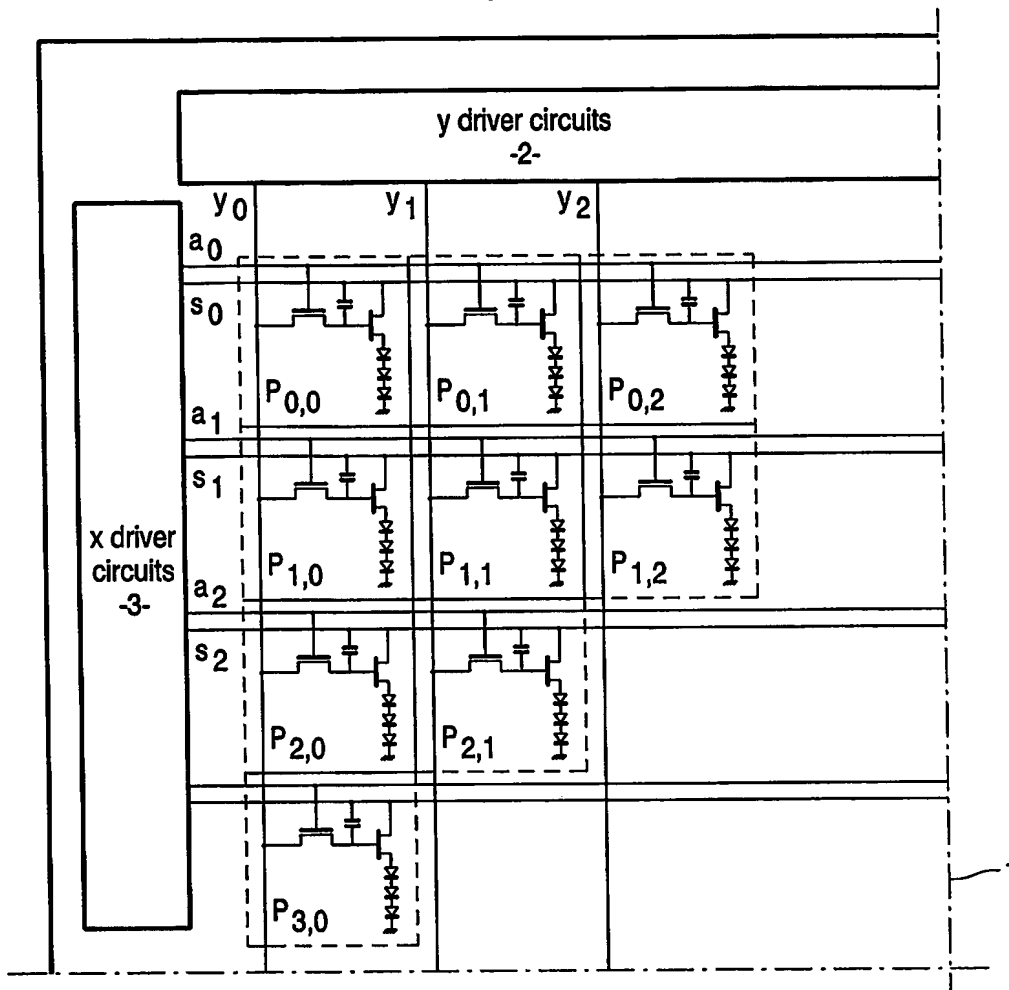 y driver circuits
-2-
y0 y1 y2
a0
s0
P0,0 P0,1 P0,2
a1
s1
x driver
circuits
-3-
P1,0 P1,1 P1,2
a2
s2
P2,0 P2,1
P3,0